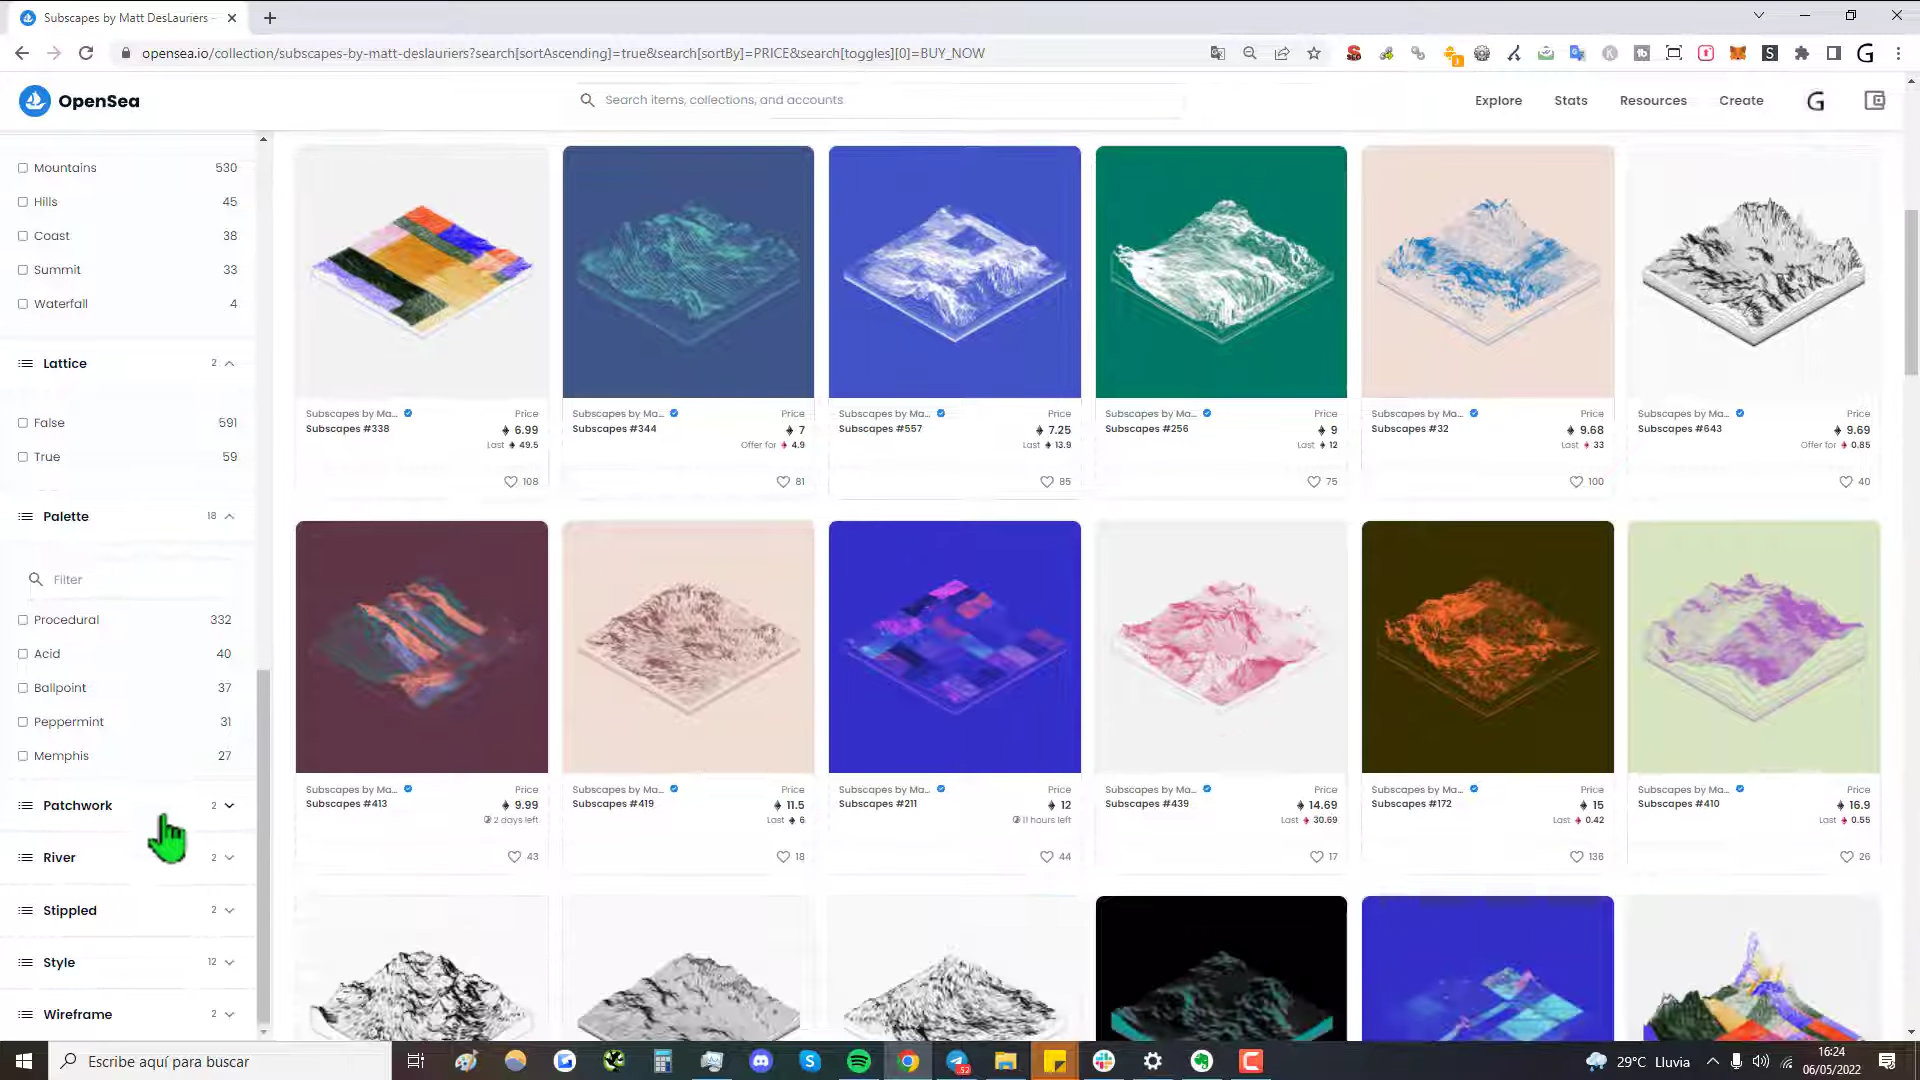 Subscapes by Matt DesLauriers -
opensea.io/collection/subscapes-by-matt-deslauriers?search[sortAscending]=true&search[sortBy]=PRICE&search[toggles][0]=BUY_NOW
OpenSea
Search items, collections, and accounts
Explore
Stats
Resources
Create
Mountains 530
Hills 45
Coast 38
Summit 33
Waterfall 4
Lattice 2
False 591
True 59
Palette 18
Filter
Procedural 332
Acid 40
Ballpoint 37
Peppermint 31
Memphis 27
Patchwork 2
River 2
Stippled 2
Style 12
Wireframe 2
Subscapes by Ma... Price
Subscapes #338 6.99
Last 49.5
108
Subscapes by Ma... Price
Subscapes #344 7
Offer for 4.9
81
Subscapes by Ma... Price
Subscapes #557 7.25
Last 13.9
85
Subscapes by Ma... Price
Subscapes #256 9
Last 12
75
Subscapes by Ma... Price
Subscapes #32 9.68
Last 33
100
Subscapes by Ma... Price
Subscapes #643 9.69
Offer for 0.85
40
Subscapes by Ma... Price
Subscapes #413 9.99
2 days left
43
Subscapes by Ma... Price
Subscapes #419 11.5
Last 6
18
Subscapes by Ma... Price
Subscapes #211 12
11 hours left
44
Subscapes by Ma... Price
Subscapes #439 14.69
Last 30.69
17
Subscapes by Ma... Price
Subscapes #172 15
Last 0.42
136
Subscapes by Ma... Price
Subscapes #410 16.9
Last 0.55
26
Escribe aquí para buscar
52
29°C Lluvia
16:24
06/05/2022